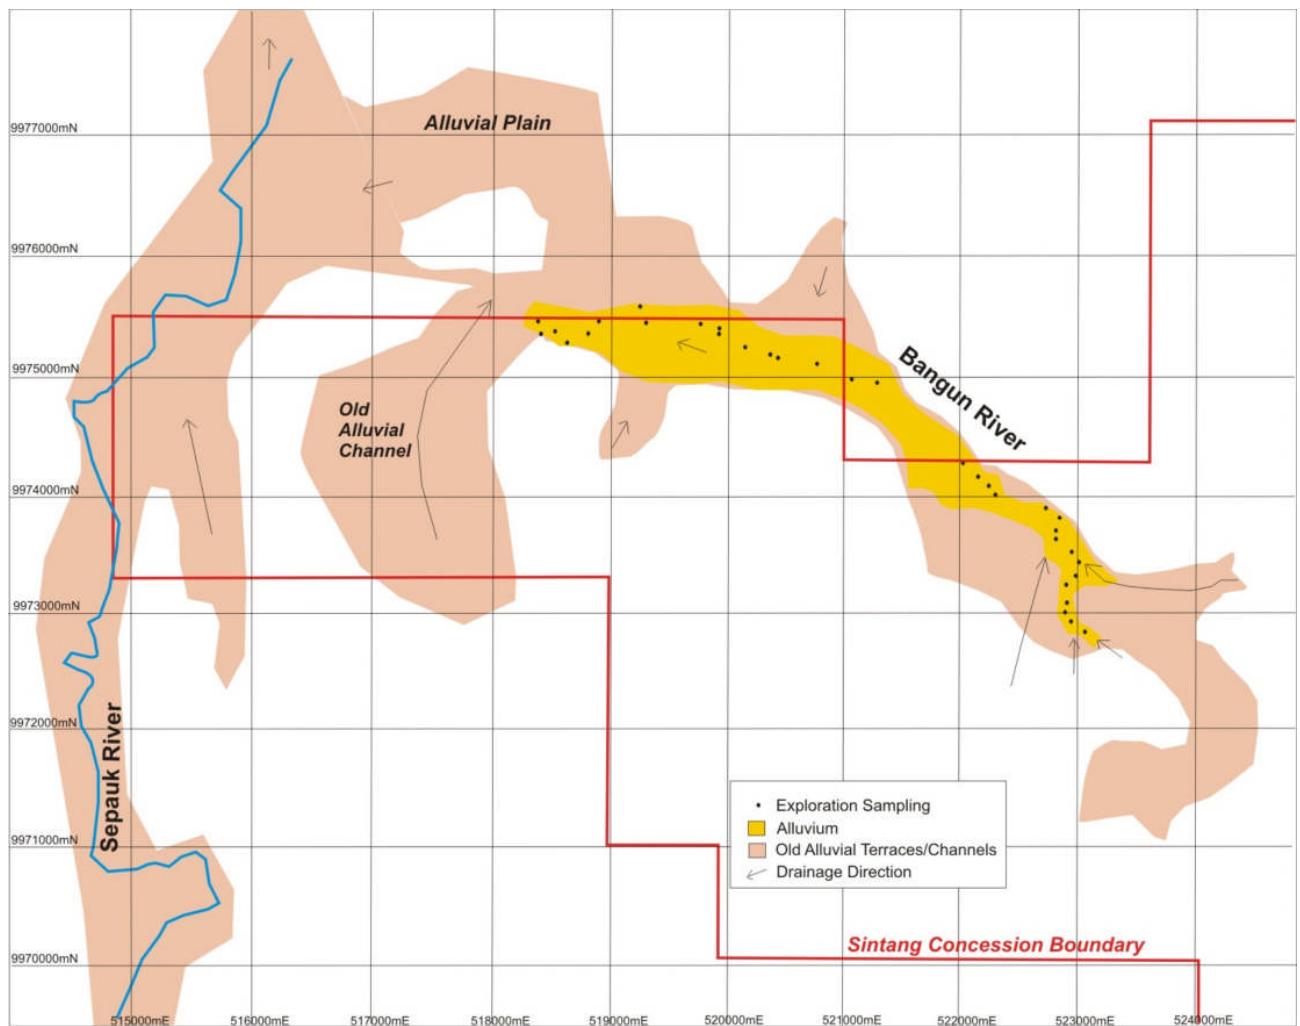 Alluvial Plain
9977000mN
9976000mN
9975000mN
Bangun River
Old
Alluvial
Channel
9974000mN
9973000mN
9972000mN
Sepauk River
Exploration Sampling
Alluvium
9971000mN
Old Alluvial Terraces/Channels
Drainage Direction
Sintang Concession Boundary
9970000mN
515000mE
516000mE
517000mE
518000mE
519000mE
520000mE
521000mE
522000mE
523000mE
524000mE